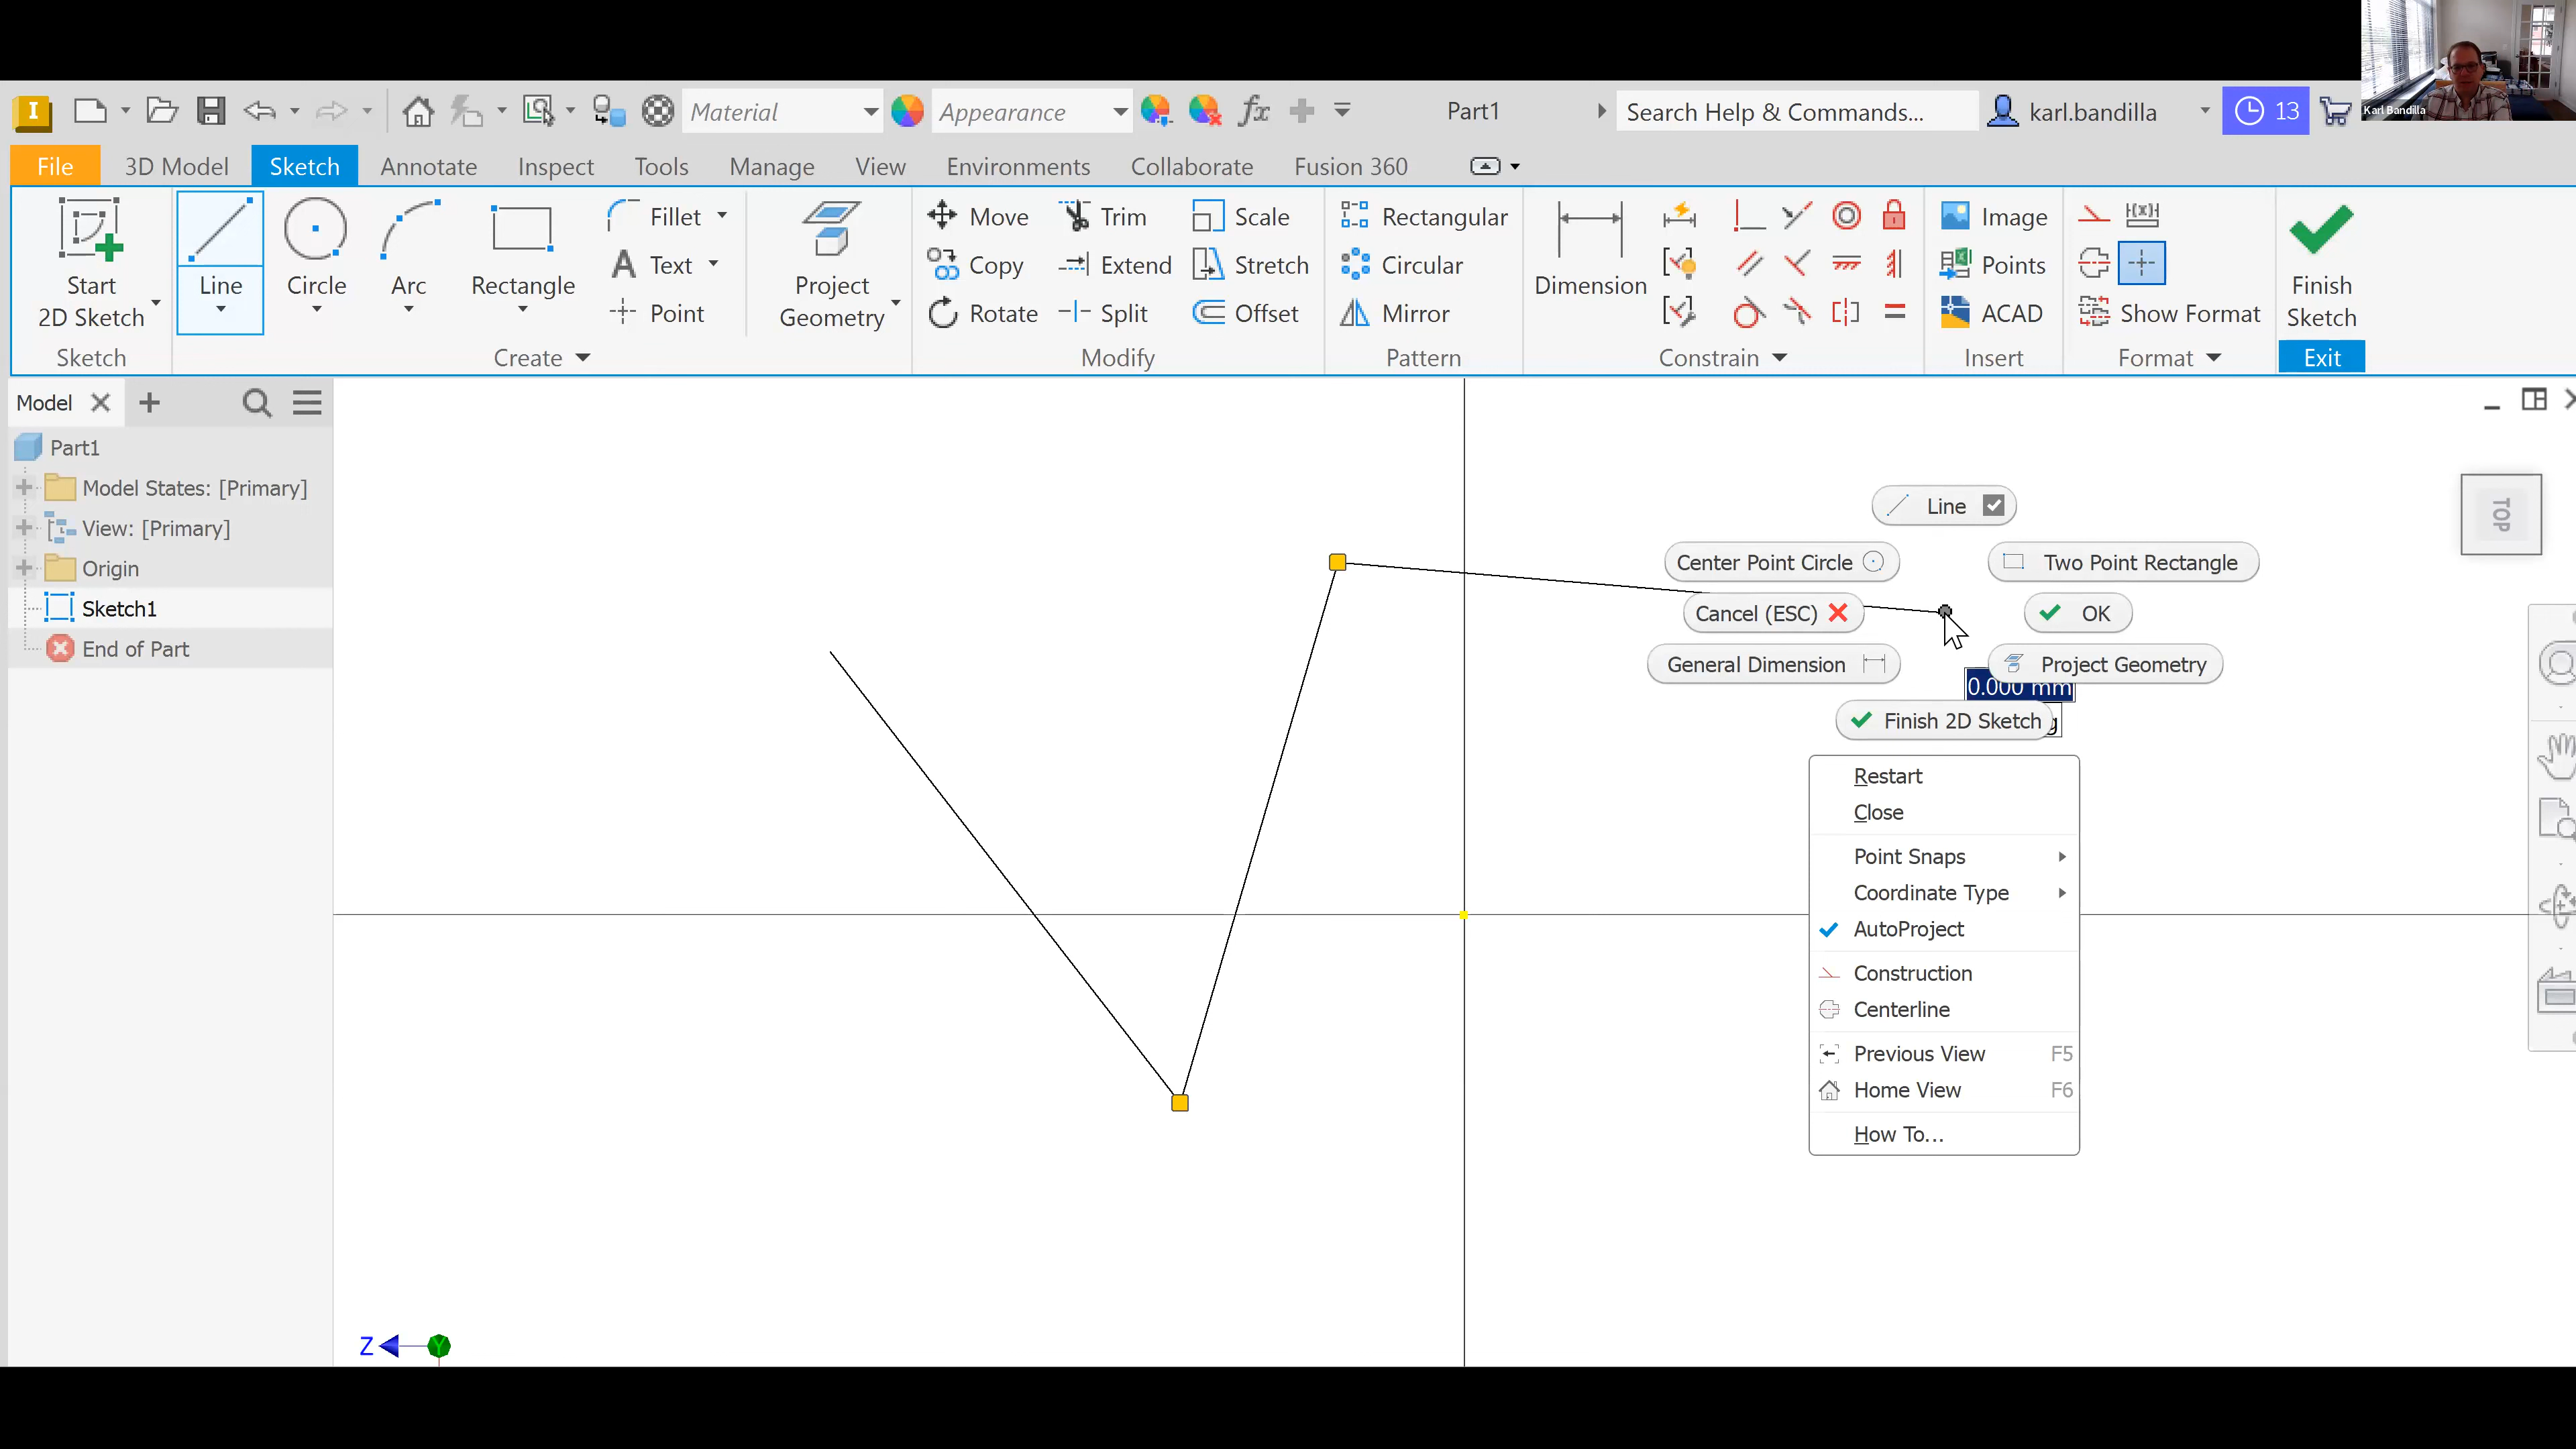 Material
Appearance
fx
Part1
Search Help & Commands...
karl.bandilla
13
Karl Bandilla
File
3D Model
Sketch
Annotate
Inspect
Tools
Manage
View
Environments
Collaborate
Fusion 360
Start
2D Sketch
Line
Circle
Arc
Rectangle
Fillet
Text
Point
Project
Geometry
Move
Copy
Rotate
Trim
Extend
Split
Scale
Stretch
Offset
Rectangular
Circular
Mirror
Dimension
Image
Points
ACAD
Show Format
Finish
Sketch
Sketch
Create
Modify
Pattern
Constrain
Insert
Format
Exit
Model
Part1
Model States: [Primary]
View: [Primary]
Origin
Sketch1
End of Part
TOP
Line
Center Point Circle
Two Point Rectangle
Cancel (ESC)
OK
General Dimension
Project Geometry
0.000 mm
Finish 2D Sketch
Restart
Close
Point Snaps
Coordinate Type
AutoProject
Construction
Centerline
Previous View F5
Home View F6
How To...
Z
Y